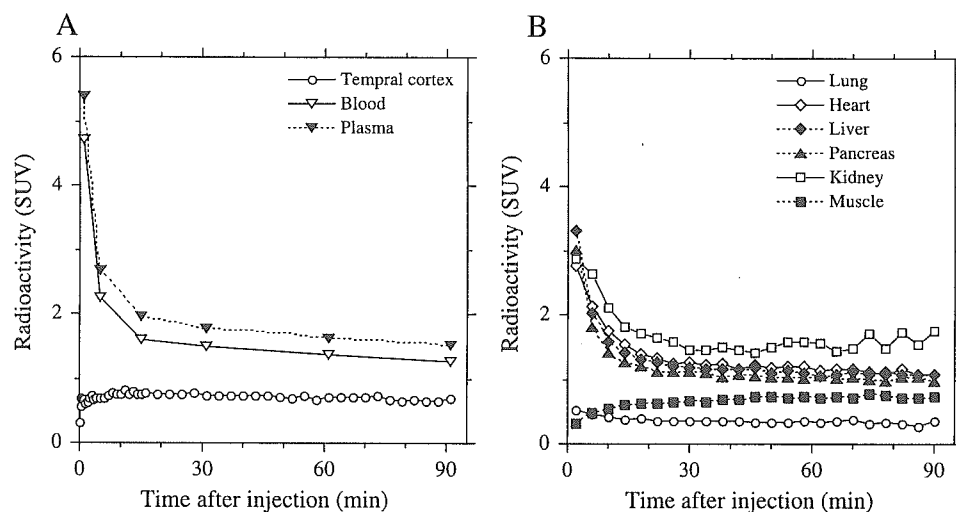 A
Radioactivity (SUV)
6
4
2
0
Tempral cortex
Blood
Plasma
0 30 60 90
Time after injection (min)
B
Radioactivity (SUV)
6
4
2
0
Lung
Heart
Liver
Pancreas
Kidney
Muscle
0 30 60 90
Time after injection (min)